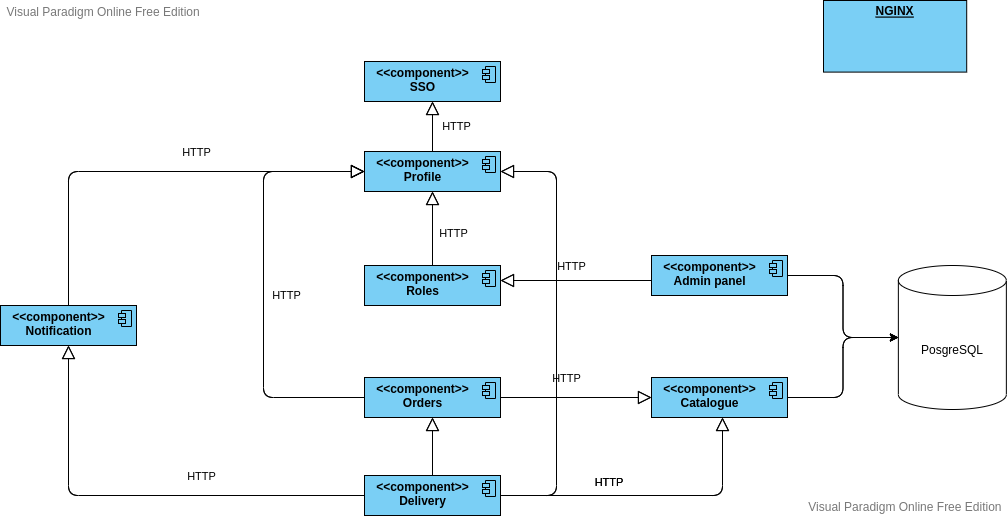 Visual Paradigm Online Free Edition
NGINX
<<component>>
SSO
HTTP
HTTP
<<component>>
Profile
HTTP
<<component>>
Roles
HTTP
<<component>>
Admin panel
HTTP
<<component>>
Notification
PosgreSQL
<<component>>
Orders
HTTP
<<component>>
Catalogue
HTTP
<<component>>
Delivery
HTTP
Visual Paradigm Online Free Edition